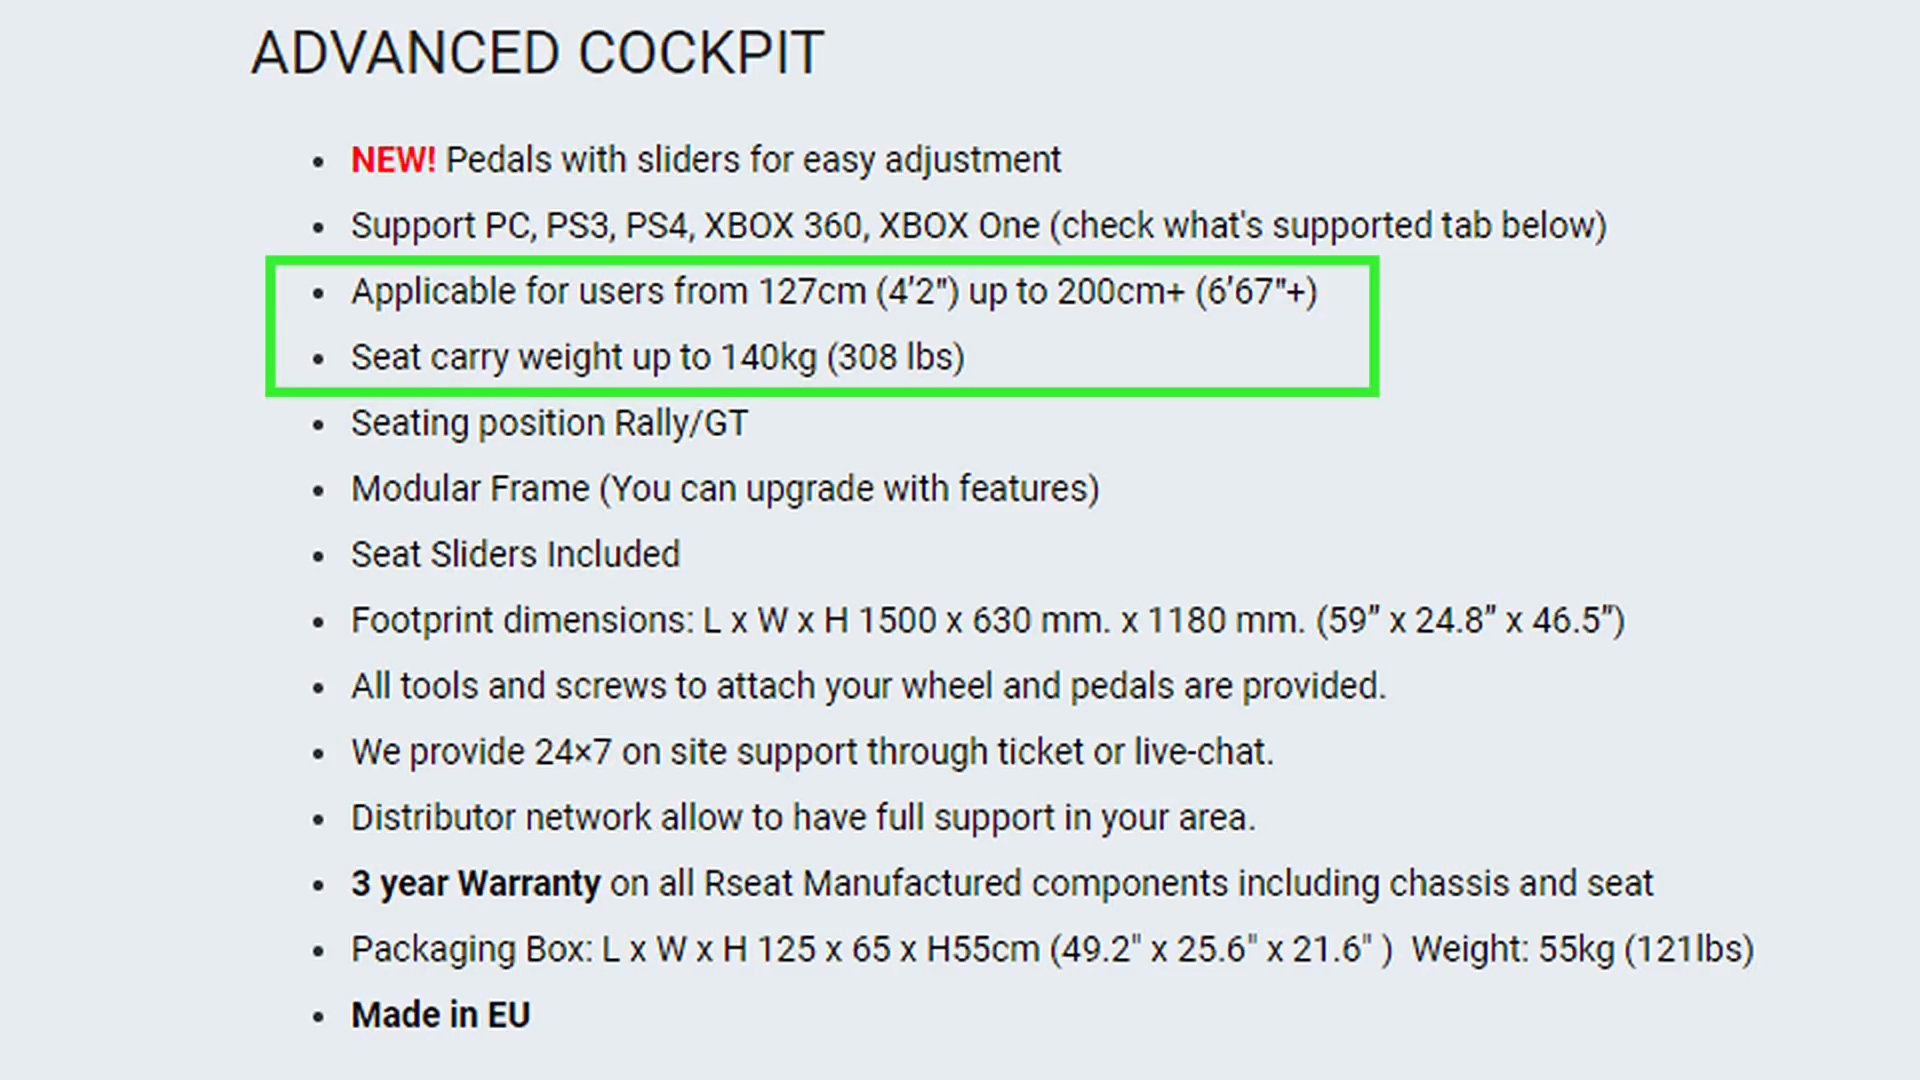 ADVANCED COCKPIT
• NEW! Pedals with sliders for easy adjustment
• Support PC, PS3, PS4, XBOX 360, XBOX One (check what's supported tab below)
• Applicable for users from 127cm (4′2″) up to 200cm+ (6′67″+)
• Seat carry weight up to 140kg (308 lbs)
• Seating position Rally/GT
• Modular Frame (You can upgrade with features)
• Seat Sliders Included
• Footprint dimensions: L x W x H 1500 x 630 mm. x 1180 mm. (59” x 24.8” x 46.5”)
• All tools and screws to attach your wheel and pedals are provided.
• We provide 24×7 on site support through ticket or live-chat.
• Distributor network allow to have full support in your area.
• 3 year Warranty on all Rseat Manufactured components including chassis and seat
• Packaging Box: L x W x H 125 x 65 x H55cm (49.2" x 25.6" x 21.6" )  Weight: 55kg (121lbs)
• Made in EU